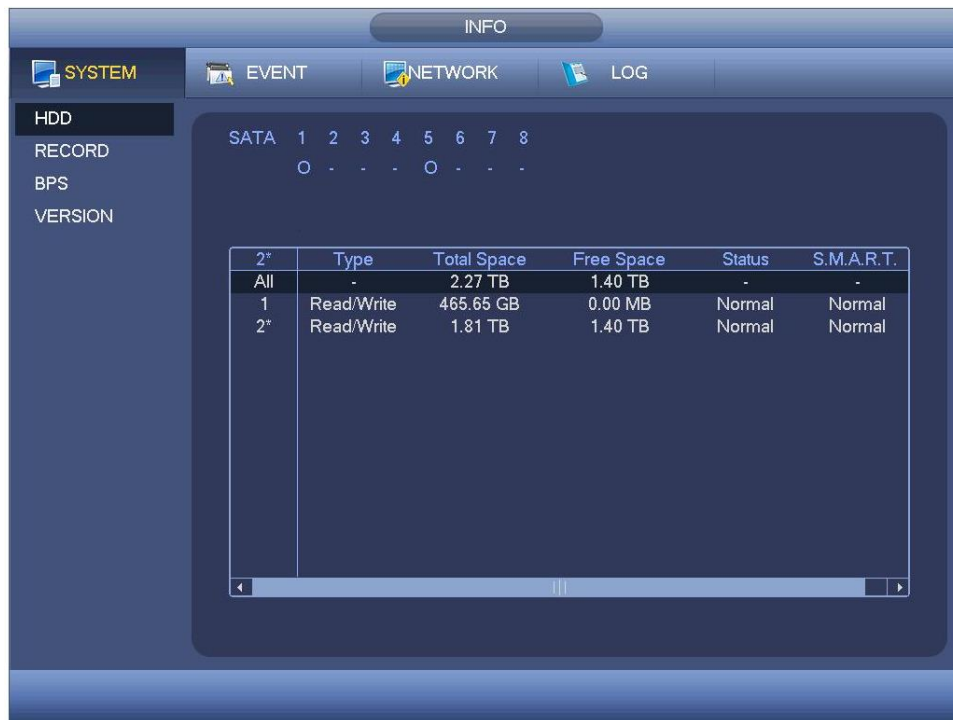 INFO
SYSTEM EVENT NETWORK LOG
HDD
RECORD
BPS
VERSION
SATA 1 2 3 4 5 6 7 8
O - - - O - - -
2* Type Total Space Free Space Status S.M.A.R.T.
All - 2.27 TB 1.40 TB - -
1 Read/Write 465.65 GB 0.00 MB Normal Normal
2* Read/Write 1.81 TB 1.40 TB Normal Normal